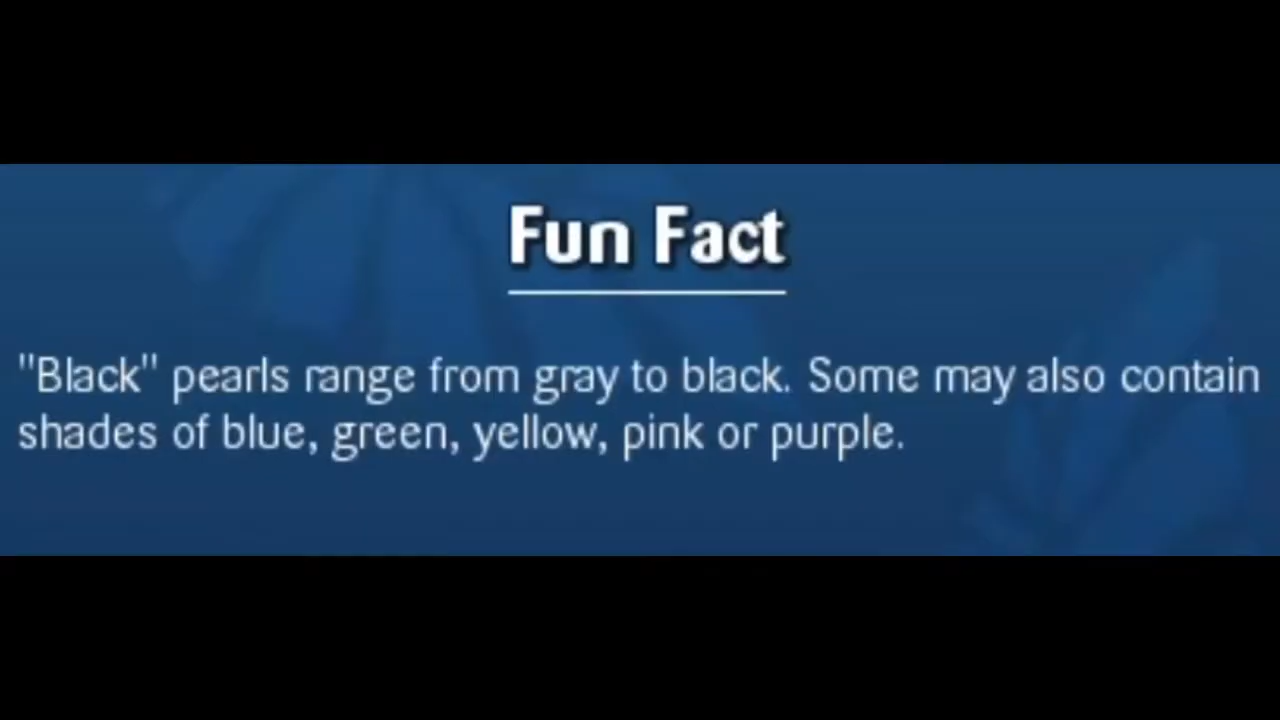 Fun Fact
"Black" pearls range from gray to black. Some may also contain
shades of blue, green, yellow, pink or purple.